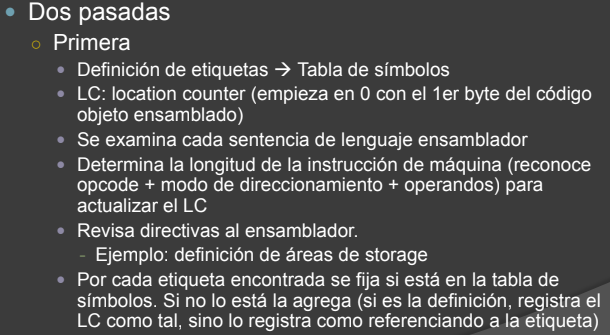 Dos pasadas
Primera
Definición de etiquetas → Tabla de símbolos
LC: location counter (empieza en 0 con el 1er byte del código
objeto ensamblado)
Se examina cada sentencia de lenguaje ensamblador
Determina la longitud de la instrucción de máquina (reconoce
opcode + modo de direccionamiento + operandos) para
actualizar el LC
Revisa directivas al ensamblador.
- Ejemplo: definición de áreas de storage
Por cada etiqueta encontrada se fija si está en la tabla de
símbolos. Si no lo está la agrega (si es la definición, registra el
LC como tal, sino lo registra como referenciando a la etiqueta)